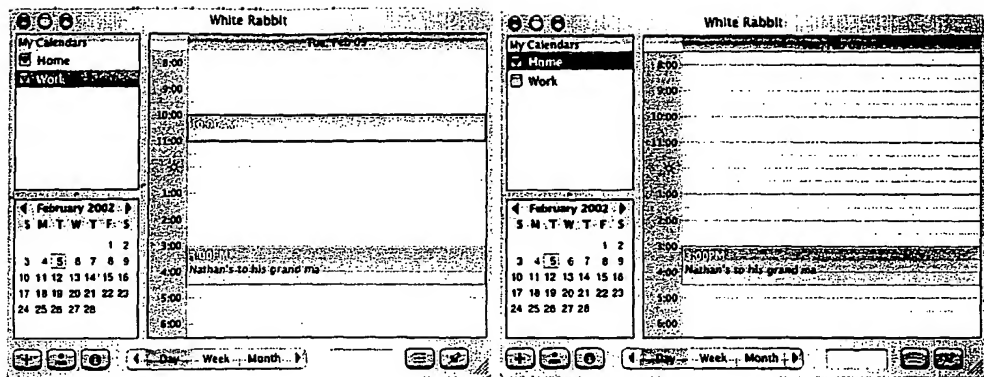 White Rabbit
My Calendars
Home
Work
Tue, Feb 05
8:00
9:00
10:00
11:00
1:00
2:00
3:00
4:00
5:00
6:00
3:00PM
Nathan's to his grand ma
February 2002
S M T W T F S
1 2
3 4 5 6 7 8 9
10 11 12 13 14 15 16
17 18 19 20 21 22 23
24 25 26 27 28
Day Week Month
White Rabbit
My Calendars
Home
Work
8:00
9:00
10:00
11:00
1:00
2:00
3:00
4:00
5:00
6:00
3:00PM
Nathan's to his grand ma
February 2002
S M T W T F S
1 2
3 4 5 6 7 8 9
10 11 12 13 14 15 16
17 18 19 20 21 22 23
24 25 26 27 28
Day Week Month